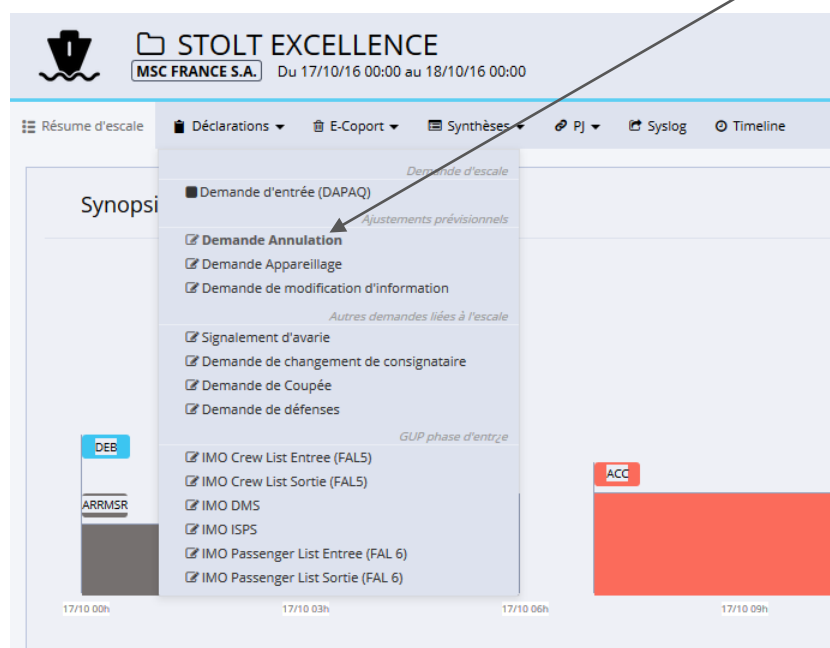 STOLT EXCELLENCE
MSC FRANCE S.A. Du 17/10/16 00:00 au 18/10/16 00:00
Résume d'escale Déclarations E-Coport Synthèses PJ Syslog Timeline
Demande d'escale
Synopsi
Demande d'entrée (DAPAQ)
Ajustements prévisionnels
Demande Annulation
Demande Appareillage
Demande de modification d'information
Autres demandes liées à l'escale
Signalement d'avarie
Demande de changement de consignataire
Demande de Coupée
Demande de défenses
GUP phase d'entr¿e
DEB
IMO Crew List Entree (FAL5)
ACC
IMO Crew List Sortie (FAL5)
ARRMSR
IMO DMS
IMO ISPS
IMO Passenger List Entree (FAL 6)
IMO Passenger List Sortie (FAL 6)
17/10 00h 17/10 03h 17/10 06h 17/10 09h